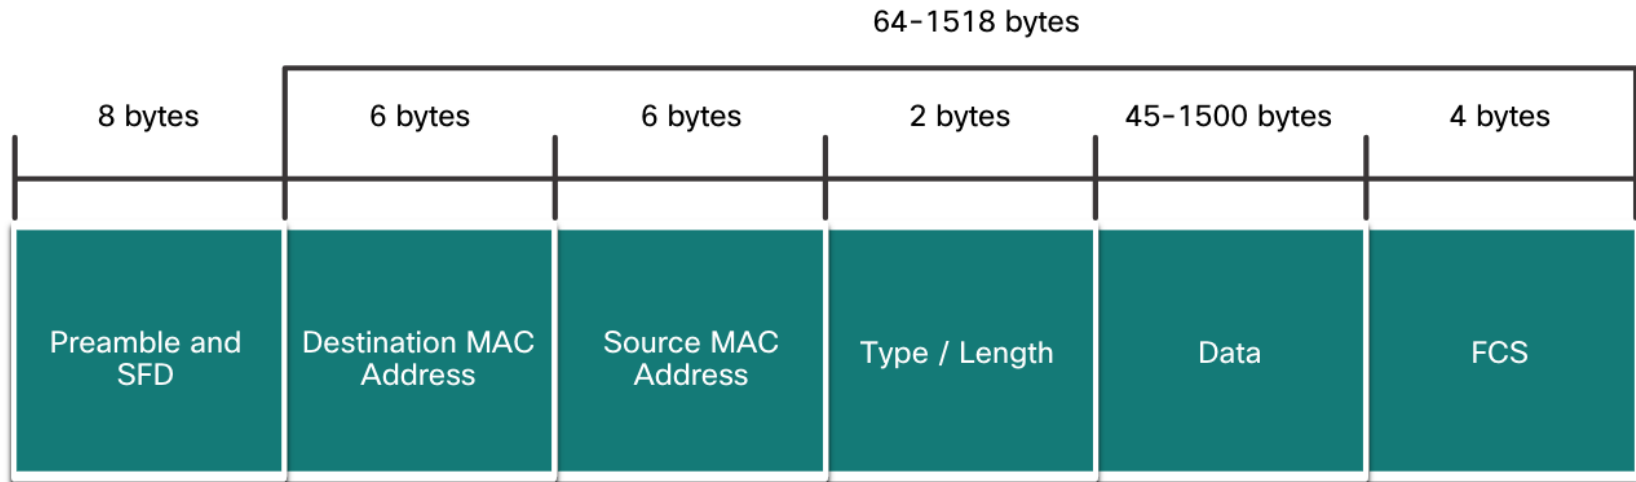 64-1518 bytes
8 bytes
6 bytes
6 bytes
2 bytes
45-1500 bytes
4 bytes
Preamble and
SFD
Destination MAC
Address
Source MAC
Address
Type / Length
Data
FCS